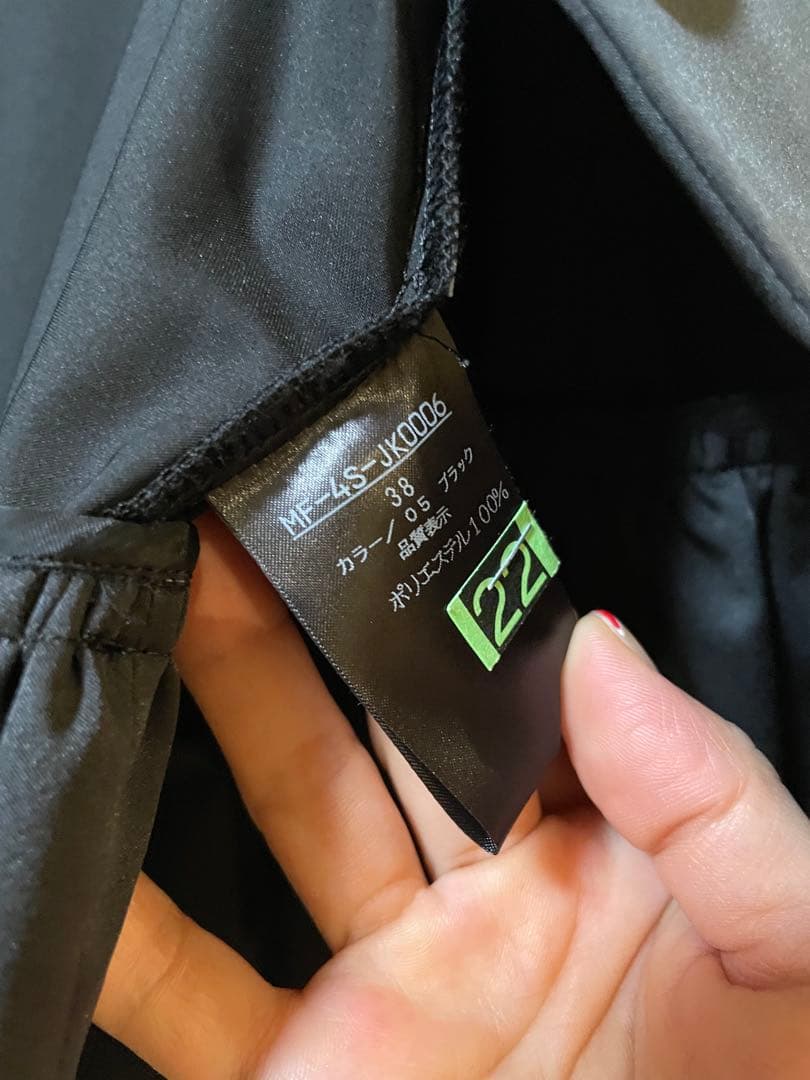 MF-4S-JK0006
38
カラー/05 ブラック
品質表示
ポリエステル100%
22